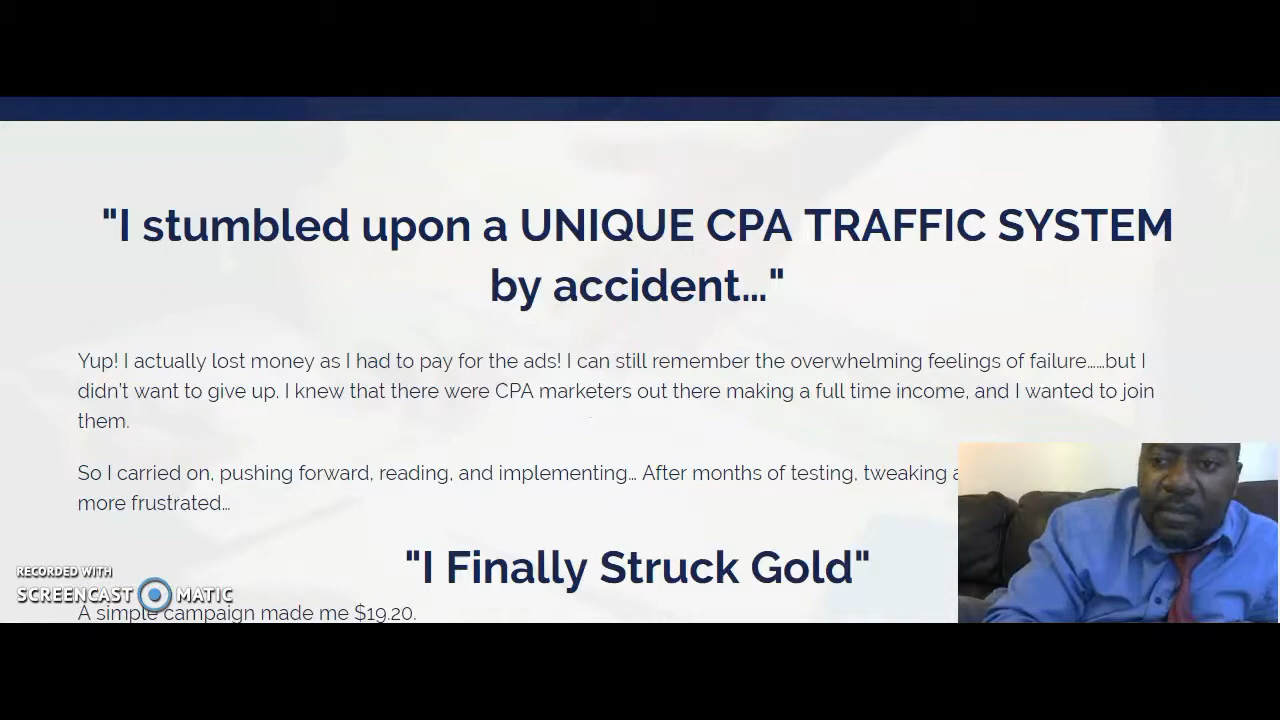 "I stumbled upon a UNIQUE CPA TRAFFIC SYSTEM
by accident..."
Yup! I actually lost money as I had to pay for the ads! I can still remember the overwhelming feelings of failure......but I
didn't want to give up. I knew that there were CPA marketers out there making a full time income, and I wanted to join
them.
So I carried on, pushing forward, reading, and implementing... After months of testing, tweaking
more frustrated...
"I Finally Struck Gold"
RECORDED WITH
SCREENCAST MATIC
A simple campaign made me $19.20.